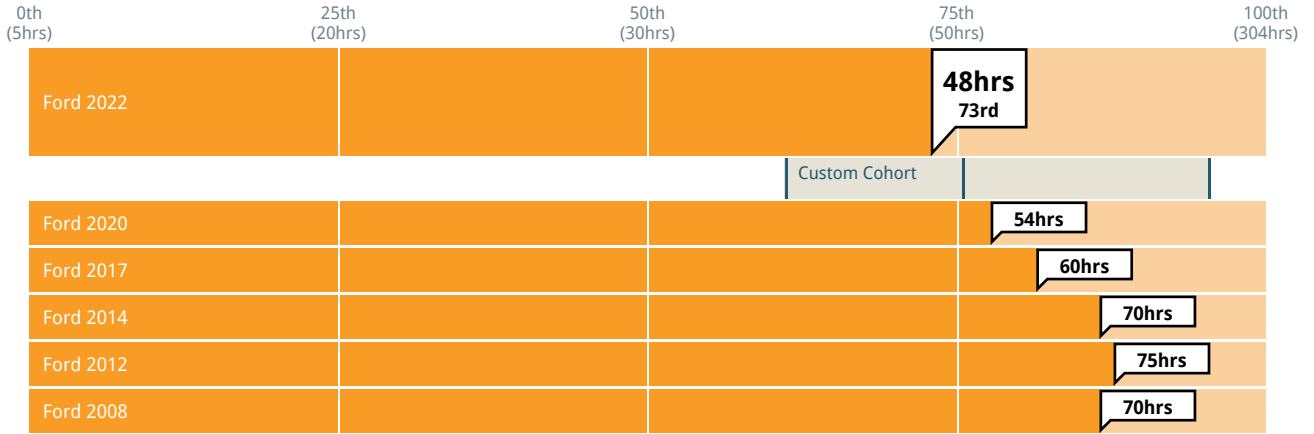 0th 25th 50th 75th 100th
(5hrs) (20hrs) (30hrs) (50hrs) (304hrs)
Ford 2022
48hrs
73rd
Custom Cohort
Ford 2020 54hrs
Ford 2017 60hrs
Ford 2014 70hrs
Ford 2012 75hrs
Ford 2008 70hrs